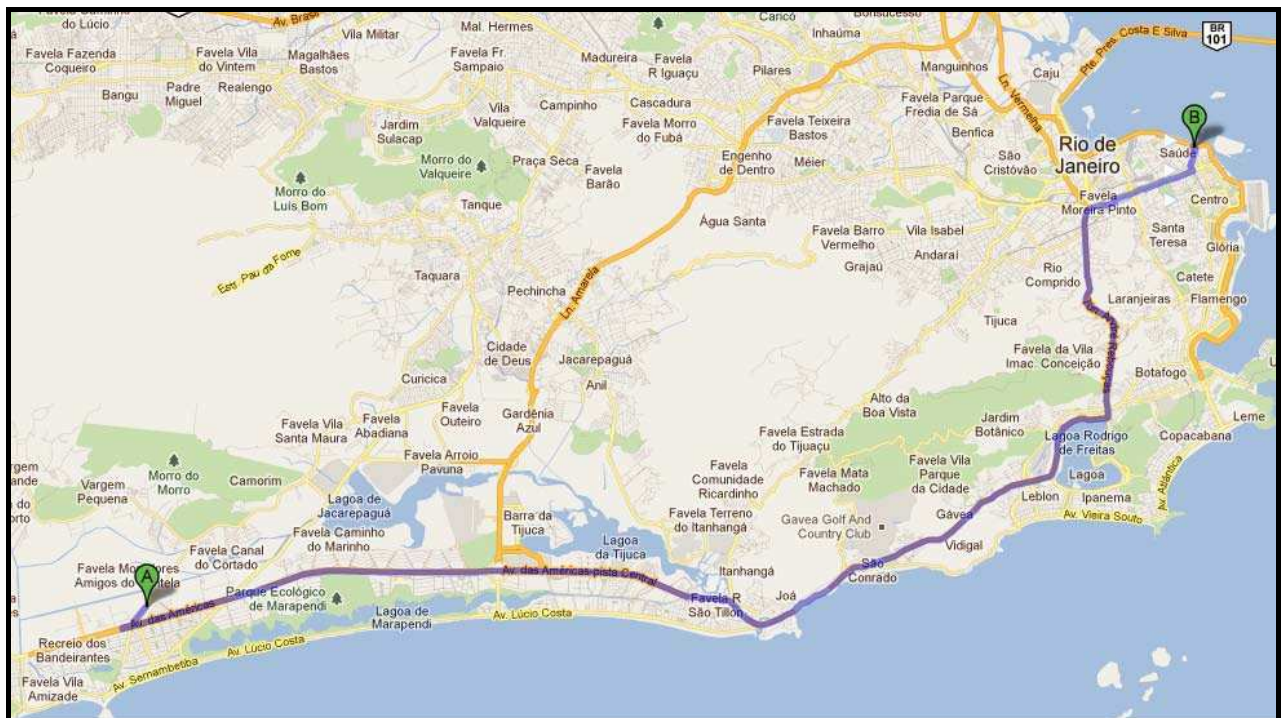 do Lúcio
Av. Brasi
Vila Militar
Mal. Hermes
Caricó
Inhaúma
Bonsucesso
BR
101
Pte. Pres. Costa E Silva
Favela Fazenda
Coqueiro
Favela Vila
do Vintem
Magalhães
Bastos
Favela Fr
Sampaio
Madureira
Favela
R Iguaçu
Pilares
Manguinhos
Caju
Ln. Vermelha
Bangu
Padre
Miguel
Realengo
Vila
Valqueire
Campinho
Cascadura
Favela Morro
do Fubá
Favela Teixeira
Bastos
Favela Parque
Fredia de Sá
Benfica
Jardim
Sulacap
Morro do
Valqueire
Praça Seca
Favela
Barão
Engenho
de Dentro
Méier
São
Cristóvão
Rio de
Janeiro
B
Saúde
Morro do
Luís Bom
Tanque
Água Santa
Favela
Moreira Pinto
Centro
Favela Barro
Vermelho
Vila Isabel
Andaraí
Grajaú
Santa
Teresa
Glória
Estr. Pau da Fome
Taquara
Pechincha
Ln. Amarela
Rio
Comprido
Catete
Laranjeiras
Flamengo
Tijuca
Av. André Rebouças
Cidade
de Deus
Jacarepaguá
Favela da Vila
Imac. Conceição
Botafogo
Curicica
Anil
Favela Vila
Santa Maura
Favela
Abadiana
Favela
Outeiro
Gardênia
Azul
Alto da
Boa Vista
Jardim
Botânico
Leme
Favela Estrada
do Tijuaçu
Lagoa Rodrigo
de Freitas
Copacabana
Favela Arroio
Pavuna
Vargem
Pequena
Morro do
Morro
Camorim
Favela
Comunidade
Ricardinho
Favela Mata
Machado
Favela Vila
Parque
da Cidade
Lagoa
Leblon
Ipanema
Av. Atlântica
Lagoa de
Jacarepaguá
Barra da
Tijuca
Favela Terreno
do Itanhangá
Gavea Golf And
Country Club
Gávea
Av. Vieira Souto
Favela Caminho
do Marinho
Lagoa
da Tijuca
Vidigal
Favela Canal
do Cortado
Itanhangá
São
Conrado
Amigos do
A
Av. das Américas-pista Central
Parque Ecológico
de Marapendi
Favela R
São Tillon
Joá
Av. das Américas
Lagoa de
Marapendi
Av. Lúcio Costa
Recreio dos
Bandeirantes
Av. Lúcio Costa
Av. Sernambetiba
Favela Vila
Amizade